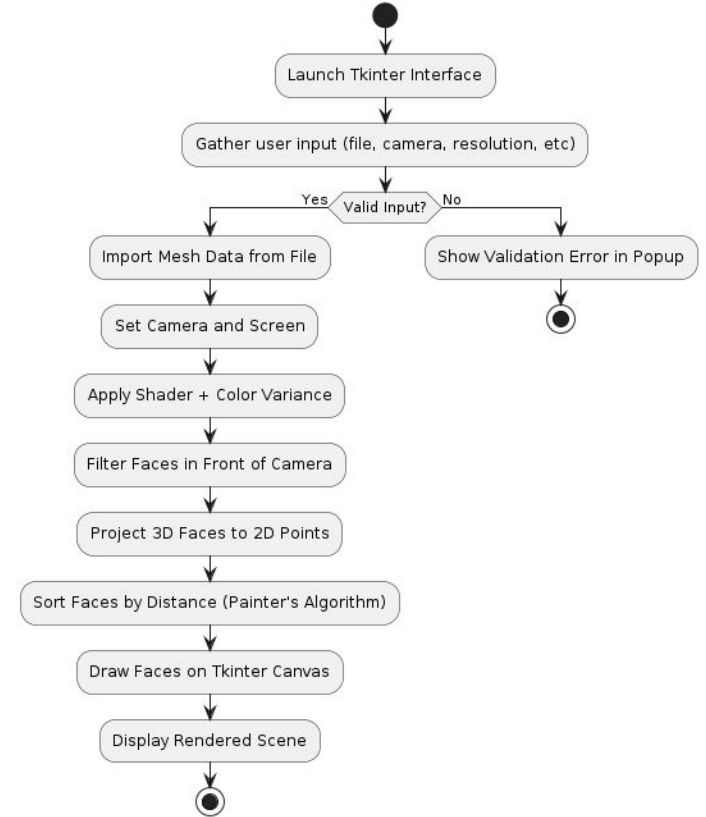 Launch Tkinter Interface
Gather user input (file, camera, resolution, etc)
Yes
Valid Input?
No
Import Mesh Data from File
Show Validation Error in Popup
Set Camera and Screen
Apply Shader + Color Variance
Filter Faces in Front of Camera
Project 3D Faces to 2D Points
Sort Faces by Distance (Painter's Algorithm)
Draw Faces on Tkinter Canvas
Display Rendered Scene